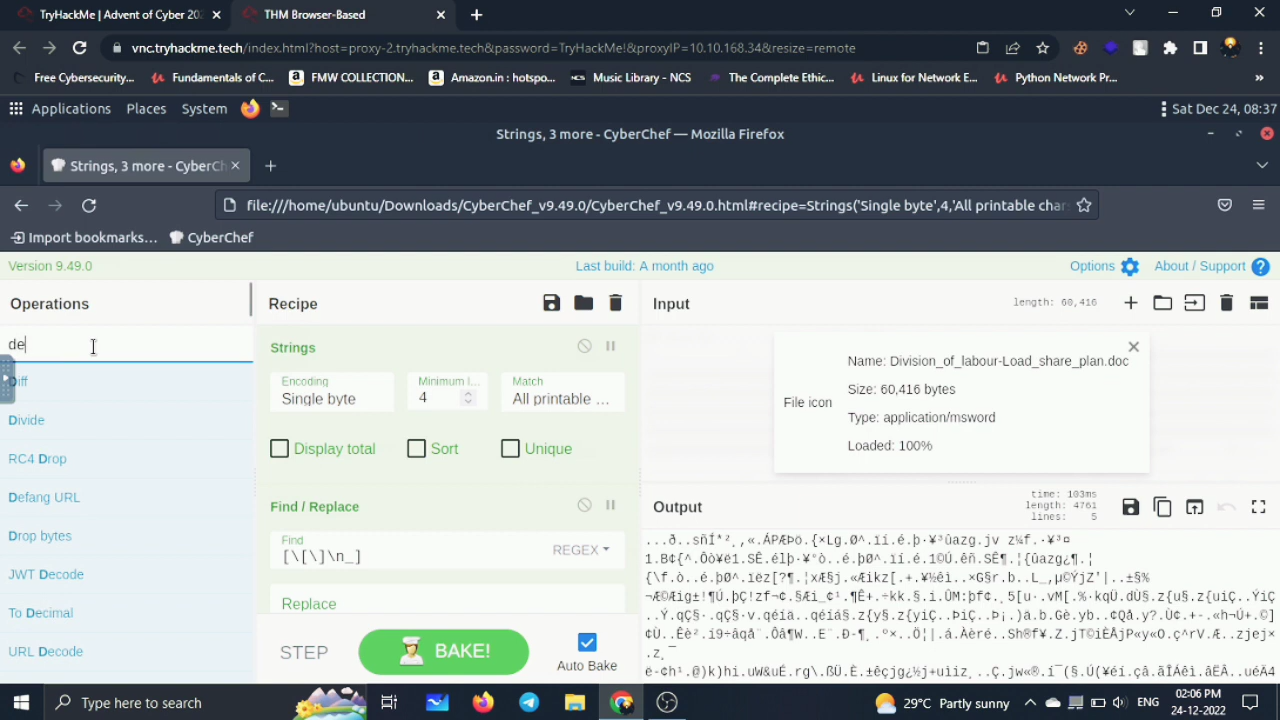 TryHackMe | Advent of Cyber 202
THM Browser-Based
vnc.tryhackme.tech/index.html?host=proxy-2.tryhackme.tech&password=TryHackMe!&proxyIP=10.10.168.34&resize=remote
Free Cybersecurity,... Fundamentals of C... FMW COLLECTION... Amazon.in : hotspo... Music Library - NCS The Complete Ethic... Linux for Network E... Python Network Pr... »
Applications Places System Sat Dec 24, 08:37
Strings, 3 more - CyberChef — Mozilla Firefox
Strings, 3 more - CyberCh
file:///home/ubuntu/Downloads/CyberChef_v9.49.0/CyberChef_v9.49.0.html#recipe=Strings('Single byte',4,'All printable char
Import bookmarks... CyberChef
Version 9.49.0 Last build: A month ago Options About / Support
Operations
de
Diff
Divide
RC4 Drop
Defang URL
Drop bytes
JWT Decode
To Decimal
URL Decode
Recipe
Strings
Encoding
Single byte
Minimum l...
4
Match
All printable ...
Display total Sort Unique
Find / Replace
Find
[\[\]\n_]
REGEX
Replace
STEP BAKE! Auto Bake
Input length: 60,416
File icon
Name: Division_of_labour-Load_share_plan.doc
Size: 60,416 bytes
Type: application/msword
Loaded: 100%
Output
time: 103ms
length: 4761
lines: 5
Type here to search
29°C Partly sunny
ENG
02:06 PM
24-12-2022